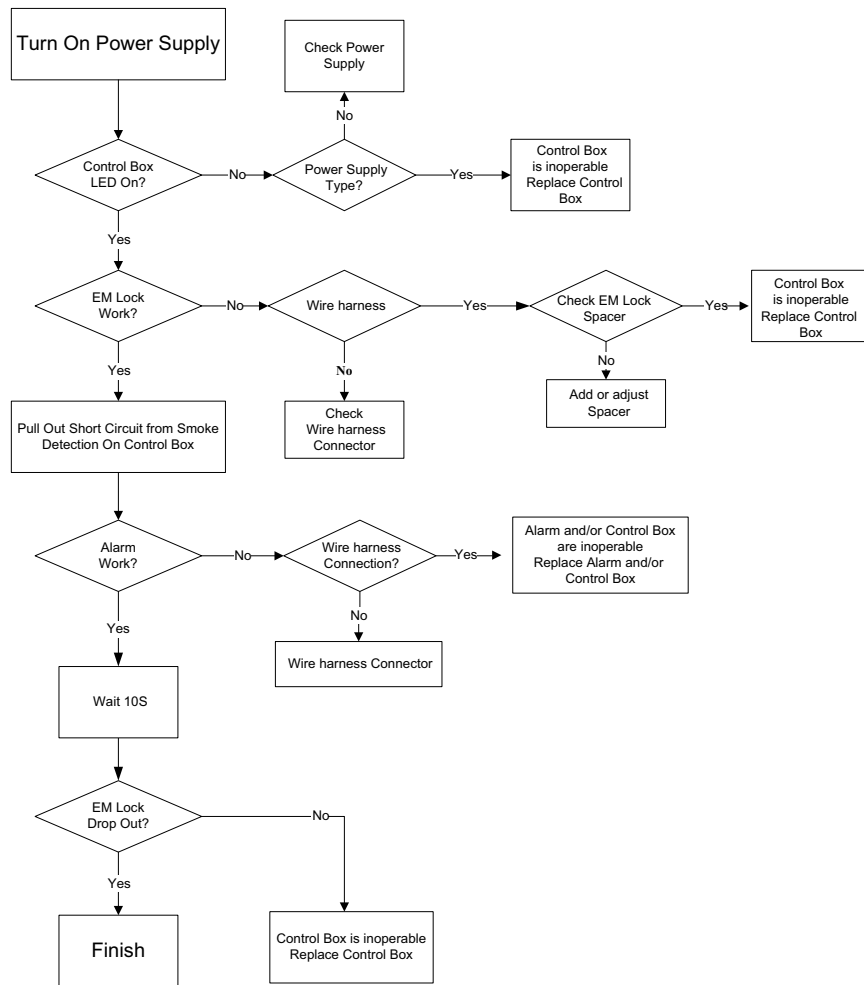 Turn On Power Supply
Check Power
Supply
No
Control Box
LED On?
No
Power Supply
Type?
Yes
Control Box
is inoperable
Replace Control
Box
Yes
EM Lock
Work?
No
Wire harness
Yes
Check EM Lock
Spacer
Yes
Control Box
is inoperable
Replace Control
Box
Yes
No
No
Pull Out Short Circuit from Smoke
Detection On Control Box
Check
Wire harness
Connector
Add or adjust
Spacer
Alarm
Work?
No
Wire harness
Connection?
Yes
Alarm and/or Control Box
are inoperable
Replace Alarm and/or
Control Box
Yes
No
Wire harness Connector
Wait 10S
EM Lock
Drop Out?
No
Yes
Finish
Control Box is inoperable
Replace Control Box